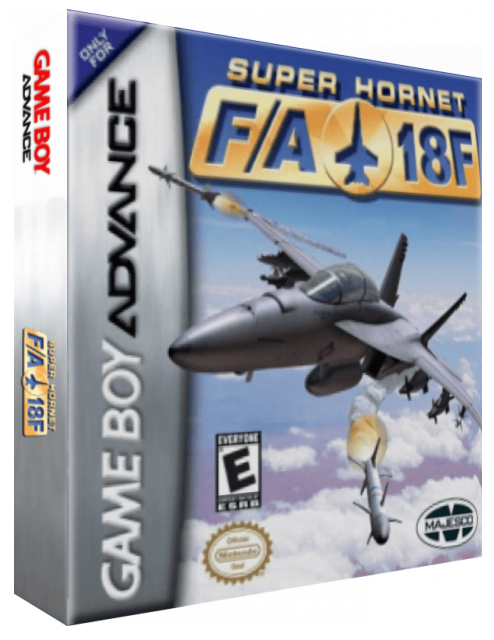 GAME BOY
ADVANCE
SUPER HORNET
F/A 18F
ONLY
FOR
GAME BOY ADVANCE
SUPER HORNET
F/A 18F
EVERYONE
E
ESRB
Official
Nintendo
Seal
MAJESCO